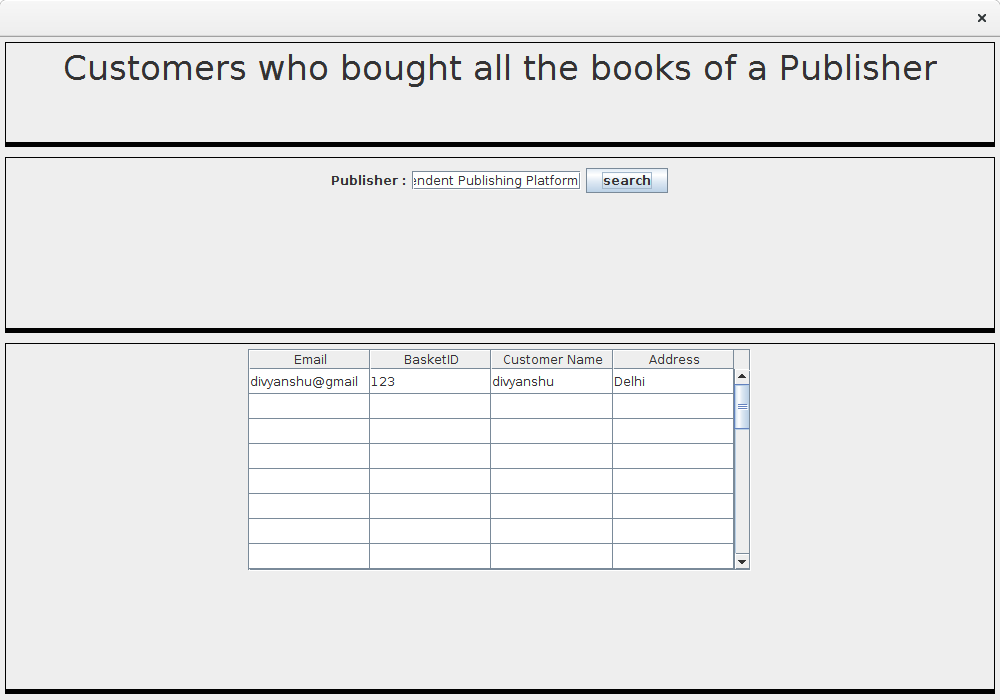 Customers who bought all the books of a Publisher
Publisher : endent Publishing Platform search
Email BasketID Customer Name Address
divyanshu@gmail 123 divyanshu Delhi